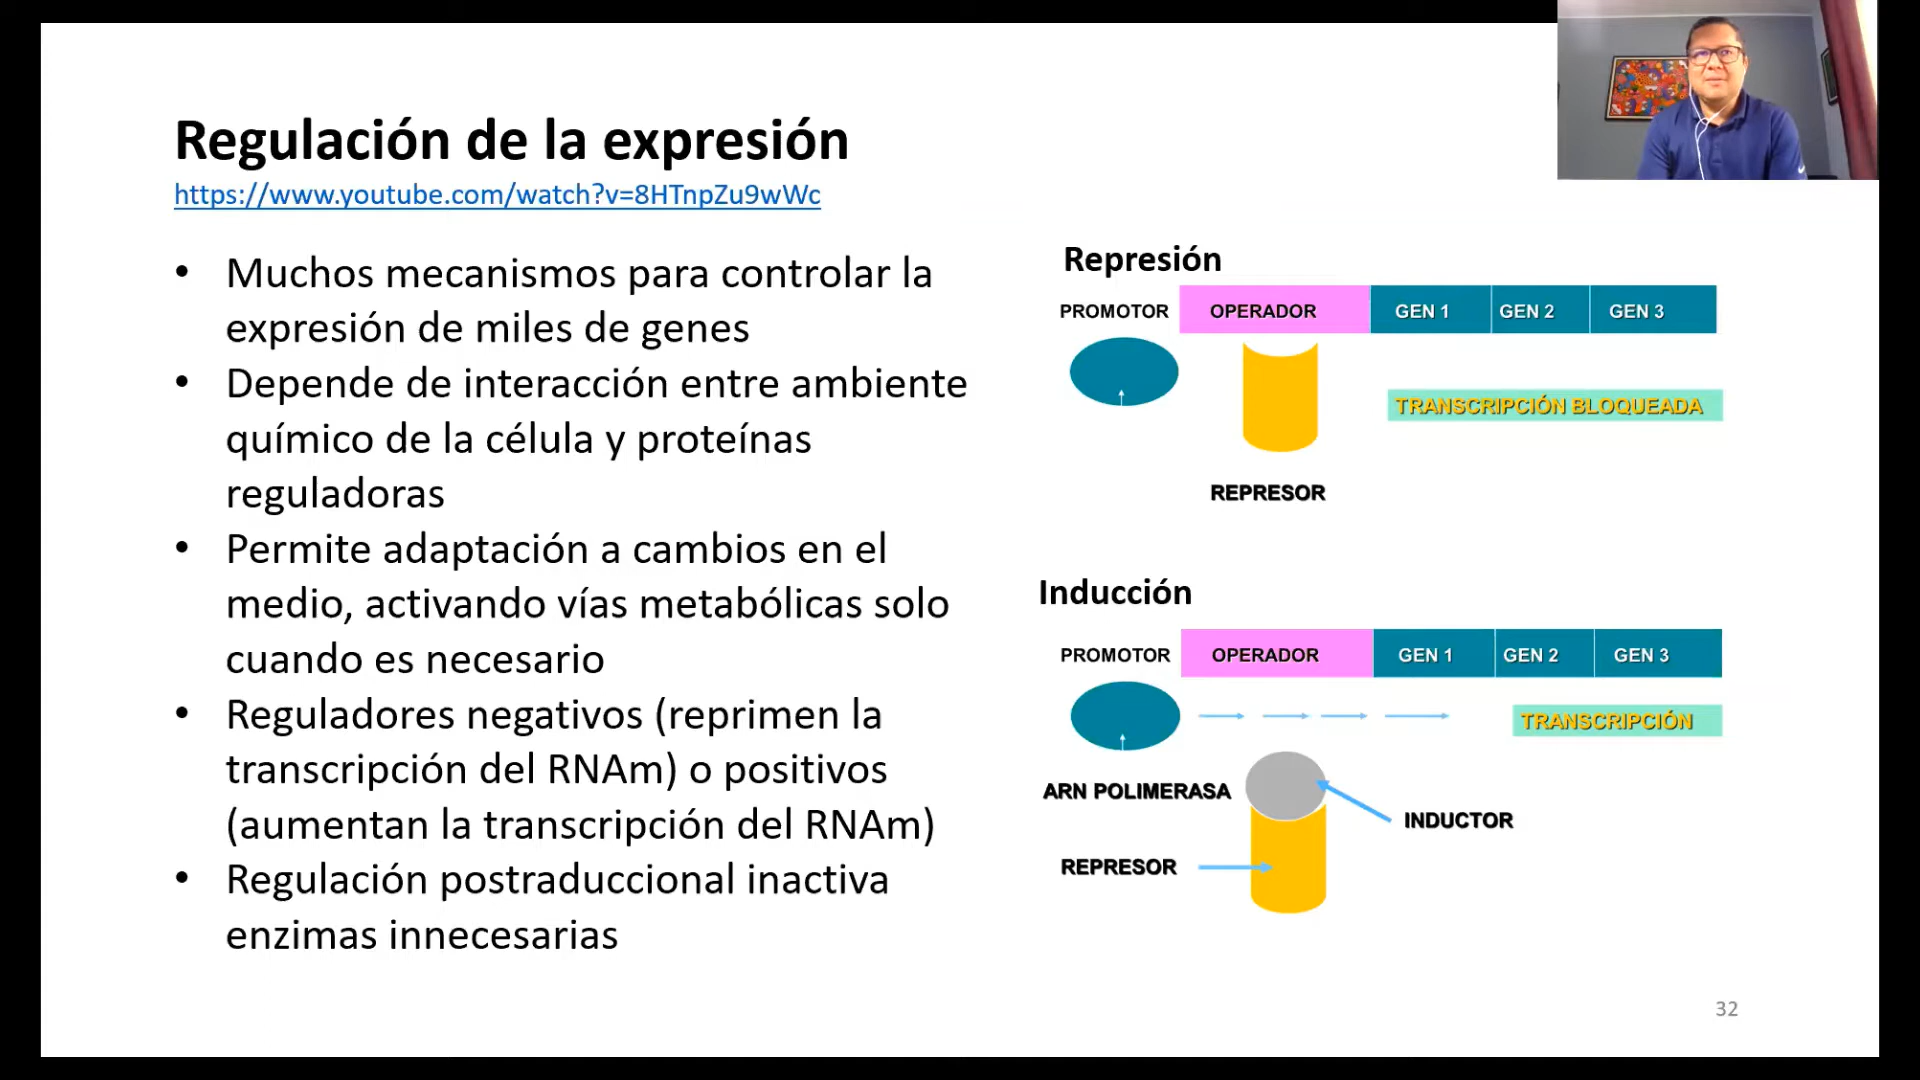 Regulación de la expresión
https://www.youtube.com/watch?v=8HTnpZu9wWc
• Muchos mecanismos para controlar la
expresión de miles de genes
• Depende de interacción entre ambiente
químico de la célula y proteínas
reguladoras
• Permite adaptación a cambios en el
medio, activando vías metabólicas solo
cuando es necesario
• Reguladores negativos (reprimen la
transcripción del RNAm) o positivos
(aumentan la transcripción del RNAm)
• Regulación postraduccional inactiva
enzimas innecesarias
Represión
PROMOTOR OPERADOR GEN 1 GEN 2 GEN 3
TRANSCRIPCIÓN BLOQUEADA
REPRESOR
Inducción
PROMOTOR OPERADOR GEN 1 GEN 2 GEN 3
TRANSCRIPCIÓN
ARN POLIMERASA
INDUCTOR
REPRESOR
32